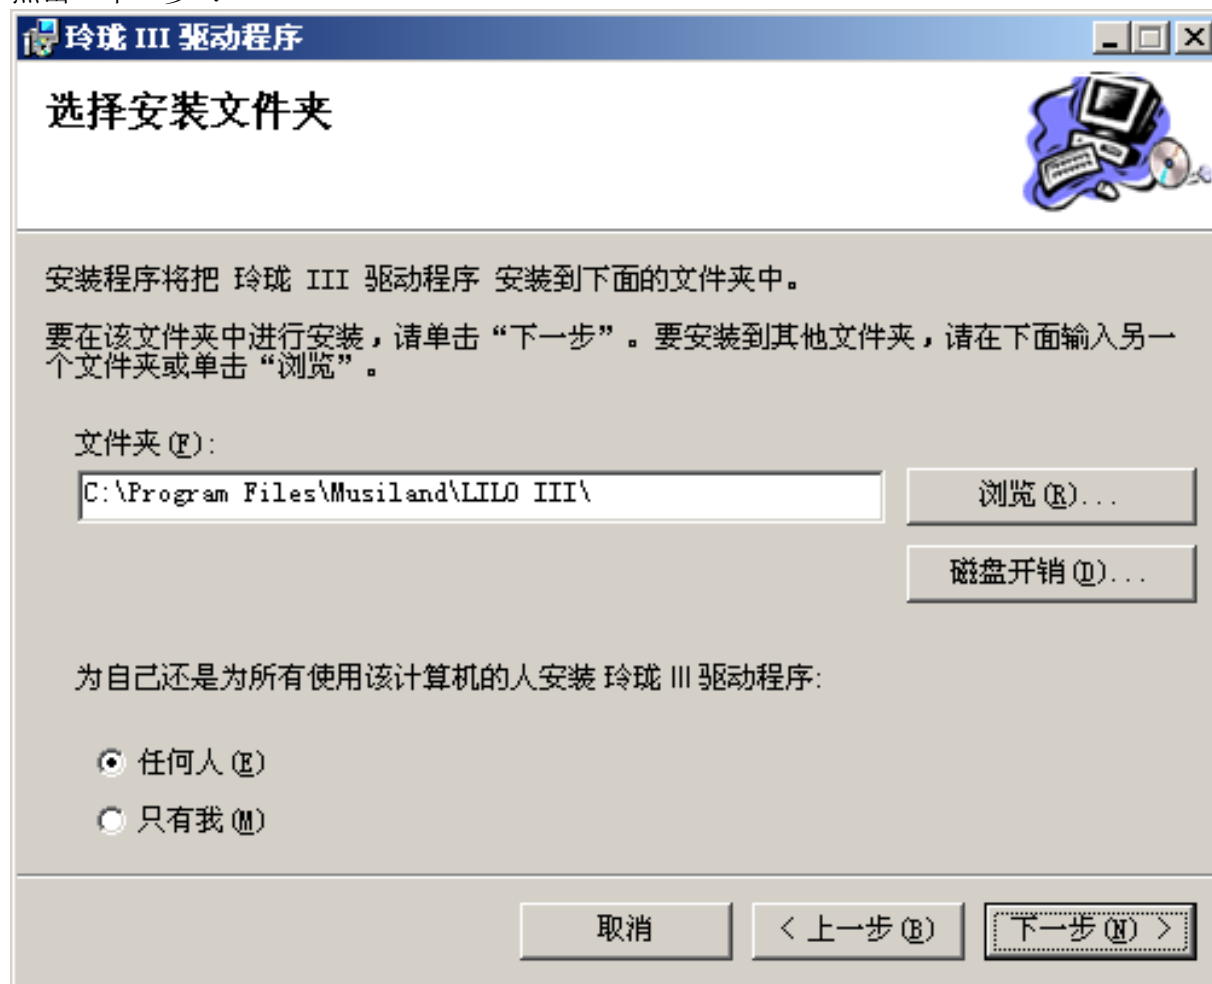 玲珑 III 驱动程序
选择安装文件夹
安装程序将把 玲珑 III 驱动程序 安装到下面的文件夹中。
要在该文件夹中进行安装，请单击“下一步”。要安装到其他文件夹，请在下面输入另一
个文件夹或单击“浏览”。
文件夹(F):
C:\Program Files\Musiland\LILO III\
浏览(R)...
磁盘开销(D)...
为自己还是为所有使用该计算机的人安装 玲珑 III 驱动程序:
任何人(E)
只有我(M)
取消
< 上一步(B)
下一步(N) >